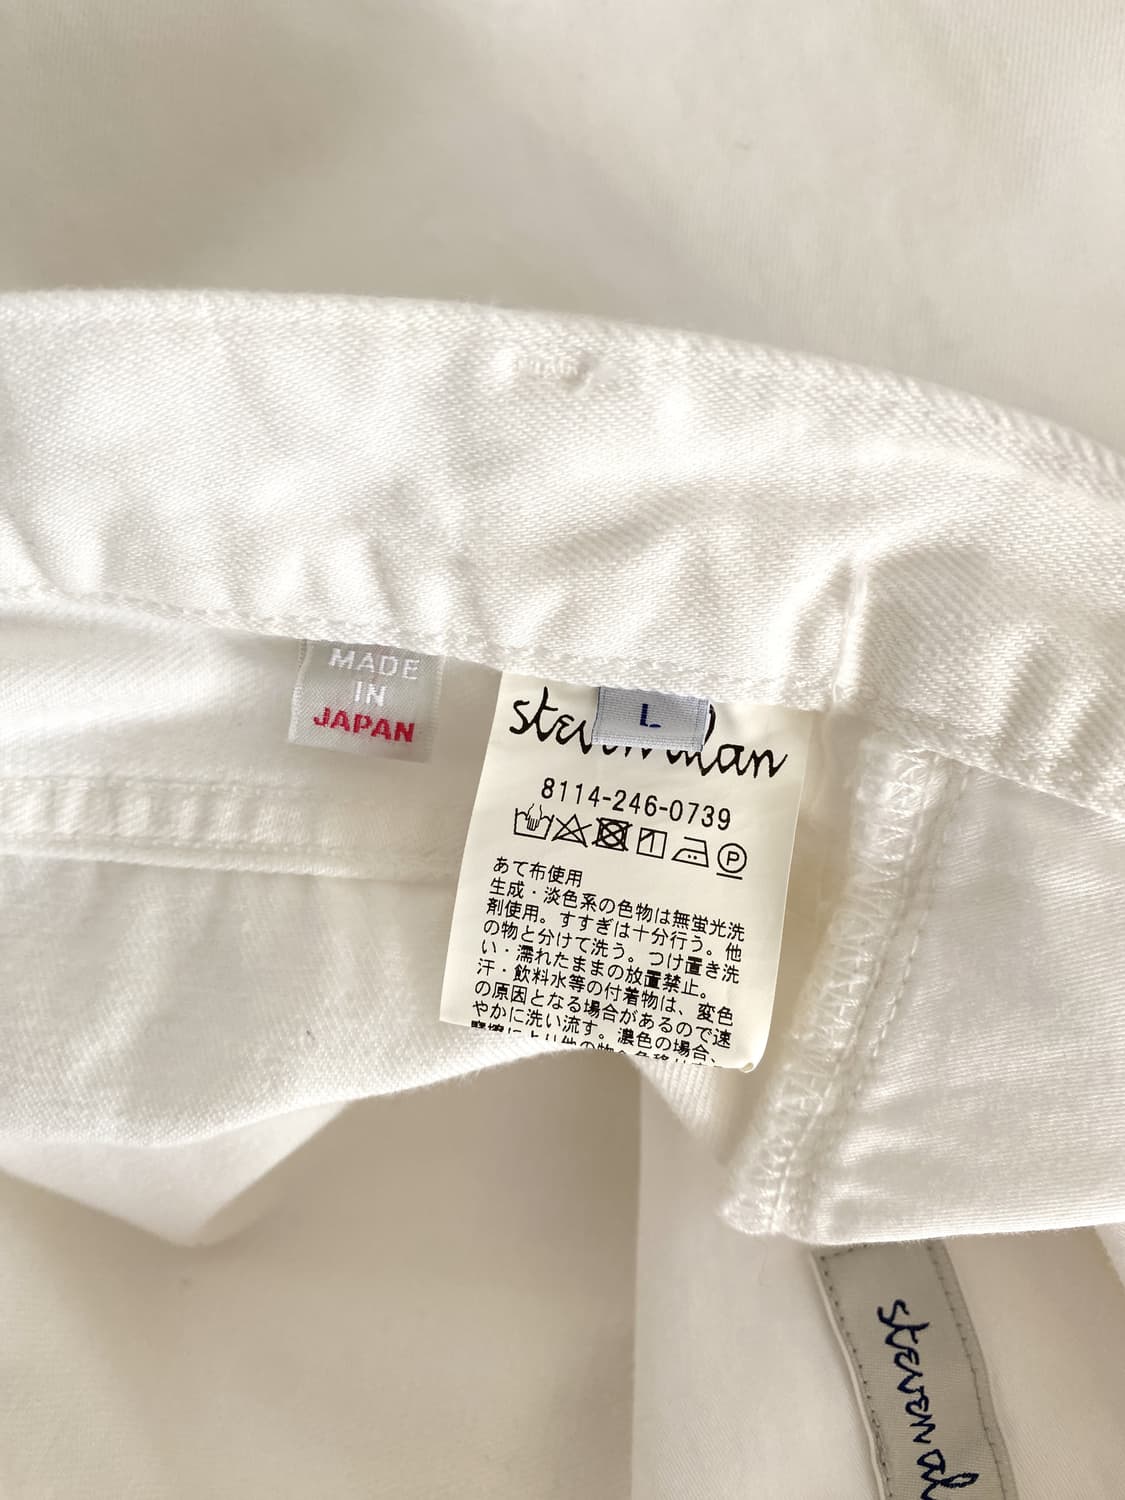 MADE
IN
JAPAN
L
8114-246-0739
P
あて布使用
生成・淡色系の色物は無蛍光洗
剤使用。すすぎは十分行う。他
の物と分けて洗う。つけ置き洗
い・濡れたままの放置禁止。
汗・飲料水等の付着物は、変色
の原因となる場合があるので速
やかに洗い流す。濃色の場合、
stevenal